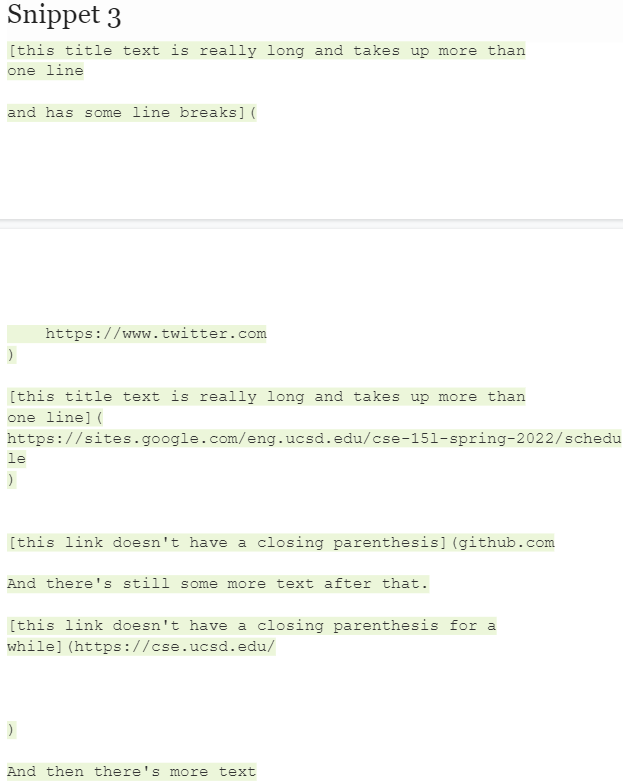 Snippet 3
[this title text is really long and takes up more than
one line
and has some line breaks](
https://www.twitter.com
)
[this title text is really long and takes up more than
one line](
https://sites.google.com/eng.ucsd.edu/cse-15l-spring-2022/schedu
le
)
[this link doesn't have a closing parenthesis](github.com
And there's still some more text after that.
[this link doesn't have a closing parenthesis for a
while](https://cse.ucsd.edu/
)
And then there's more text